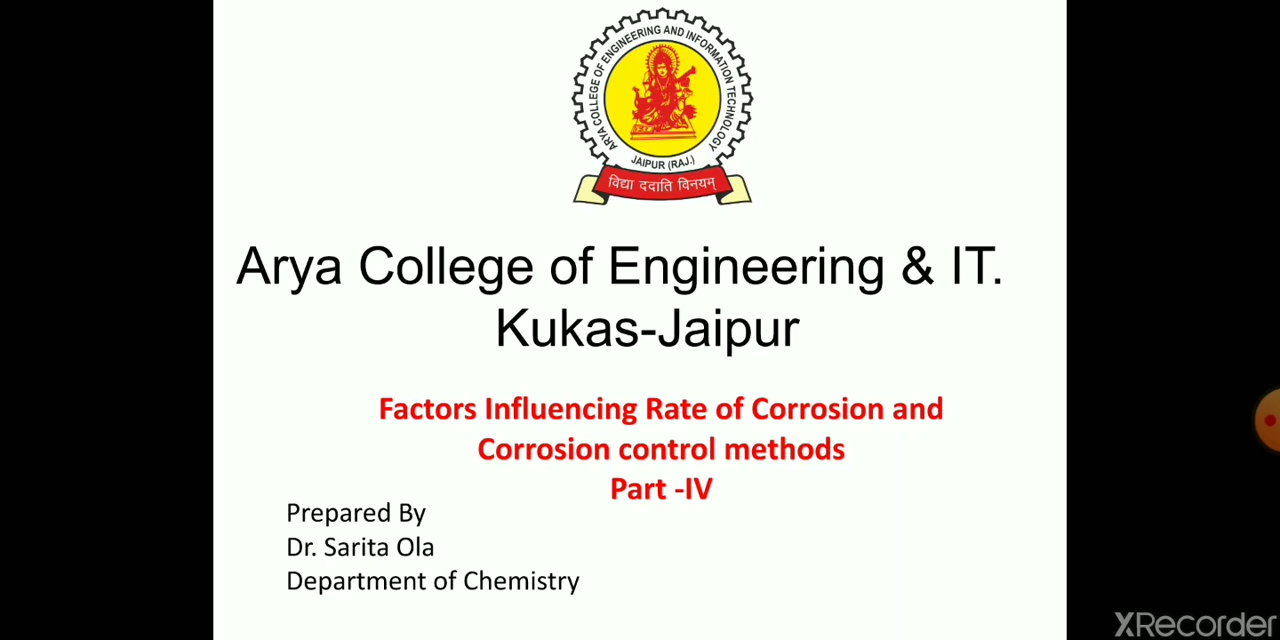 ARYA COLLEGE OF ENGINEERING AND INFORMATION TECHNOLOGY
JAIPUR (RAJ.)
विद्या ददाति विनयम्
Arya College of Engineering & IT.
Kukas-Jaipur
Factors Influencing Rate of Corrosion and
Corrosion control methods
Part -IV
Prepared By
Dr. Sarita Ola
Department of Chemistry
XRecorder